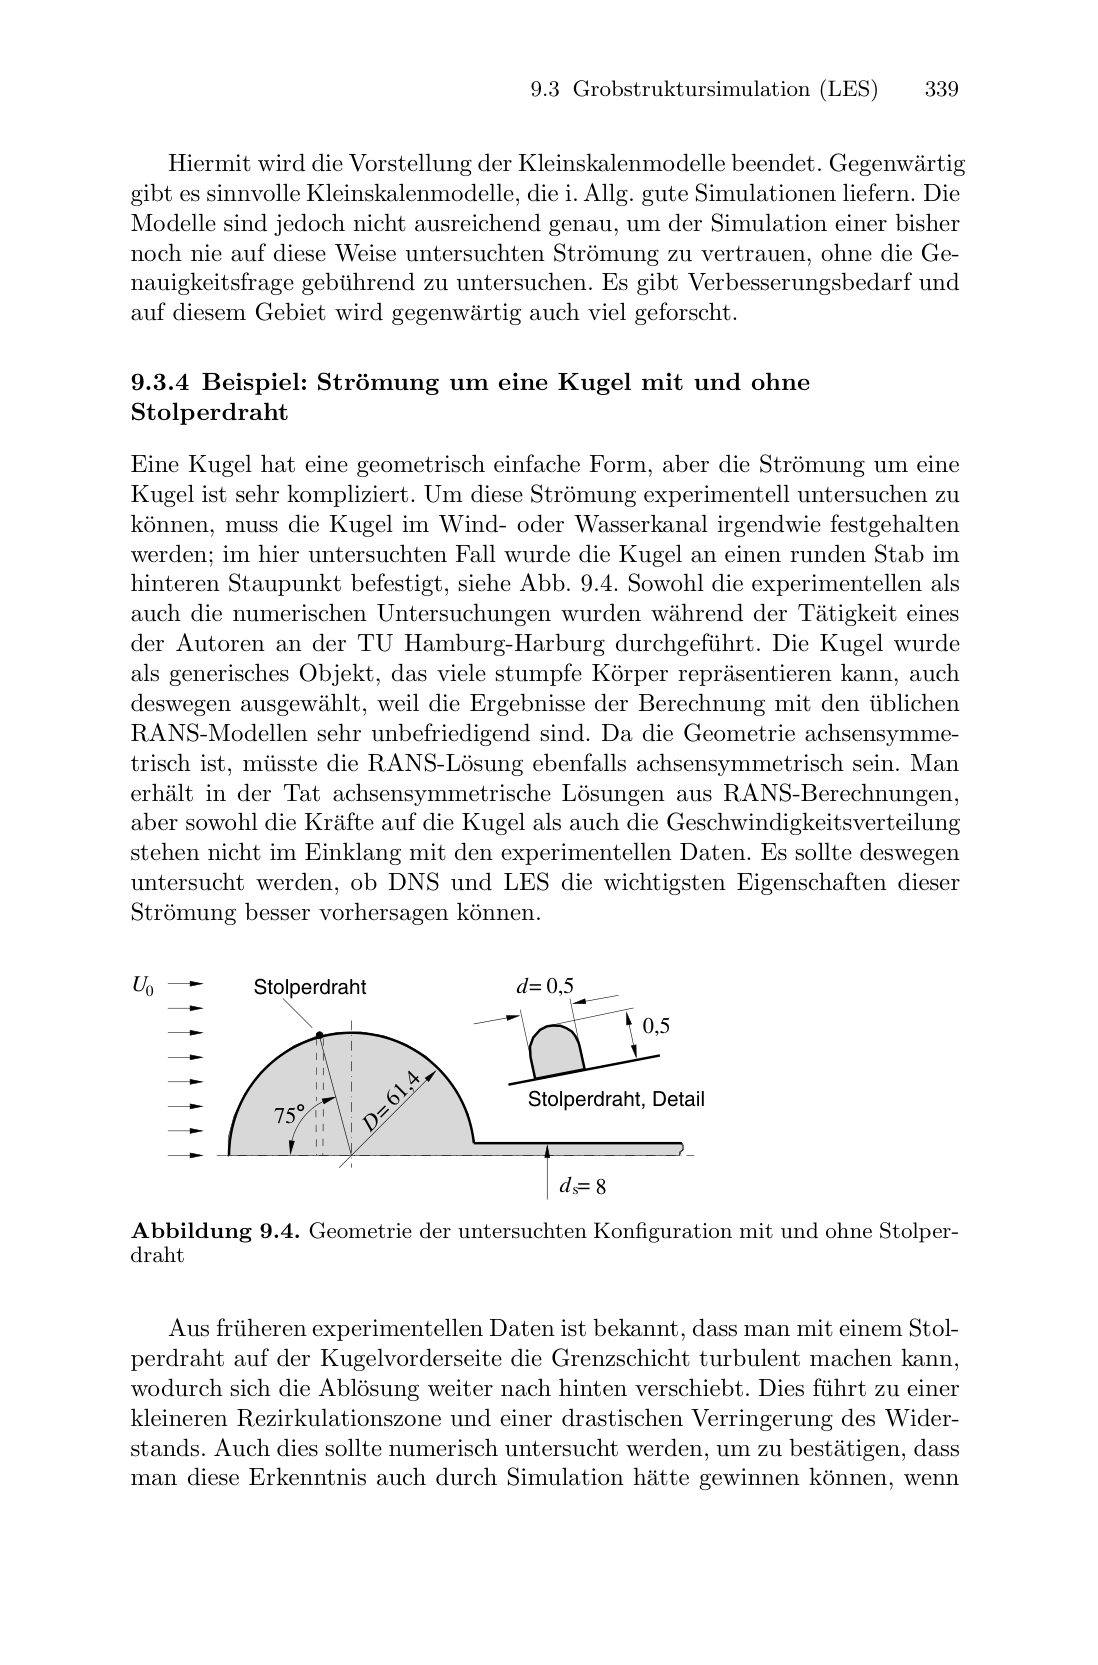 9.3 Grobstruktursimulation (LES) 339
Hiermit wird die Vorstellung der Kleinskalenmodelle beendet. Gegenwärtig
gibt es sinnvolle Kleinskalenmodelle, die i. Allg. gute Simulationen liefern. Die
Modelle sind jedoch nicht ausreichend genau, um der Simulation einer bisher
noch nie auf diese Weise untersuchten Strömung zu vertrauen, ohne die Ge-
nauigkeitsfrage gebührend zu untersuchen. Es gibt Verbesserungsbedarf und
auf diesem Gebiet wird gegenwärtig auch viel geforscht.
9.3.4 Beispiel: Strömung um eine Kugel mit und ohne
Stolperdraht
Eine Kugel hat eine geometrisch einfache Form, aber die Strömung um eine
Kugel ist sehr kompliziert. Um diese Strömung experimentell untersuchen zu
können, muss die Kugel im Wind- oder Wasserkanal irgendwie festgehalten
werden; im hier untersuchten Fall wurde die Kugel an einen runden Stab im
hinteren Staupunkt befestigt, siehe Abb. 9.4. Sowohl die experimentellen als
auch die numerischen Untersuchungen wurden während der Tätigkeit eines
der Autoren an der TU Hamburg-Harburg durchgeführt. Die Kugel wurde
als generisches Objekt, das viele stumpfe Körper repräsentieren kann, auch
deswegen ausgewählt, weil die Ergebnisse der Berechnung mit den üblichen
RANS-Modellen sehr unbefriedigend sind. Da die Geometrie achsensymme-
trisch ist, müsste die RANS-Lösung ebenfalls achsensymmetrisch sein. Man
erhält in der Tat achsensymmetrische Lösungen aus RANS-Berechnungen,
aber sowohl die Kräfte auf die Kugel als auch die Geschwindigkeitsverteilung
stehen nicht im Einklang mit den experimentellen Daten. Es sollte deswegen
untersucht werden, ob DNS und LES die wichtigsten Eigenschaften dieser
Strömung besser vorhersagen können.
U0
Stolperdraht
d= 0,5
0,5
75°
D= 61,4
Stolperdraht, Detail
ds= 8
Abbildung 9.4. Geometrie der untersuchten Konfiguration mit und ohne Stolper-
draht
Aus früheren experimentellen Daten ist bekannt, dass man mit einem Stol-
perdraht auf der Kugelvorderseite die Grenzschicht turbulent machen kann,
wodurch sich die Ablösung weiter nach hinten verschiebt. Dies führt zu einer
kleineren Rezirkulationszone und einer drastischen Verringerung des Wider-
stands. Auch dies sollte numerisch untersucht werden, um zu bestätigen, dass
man diese Erkenntnis auch durch Simulation hätte gewinnen können, wenn